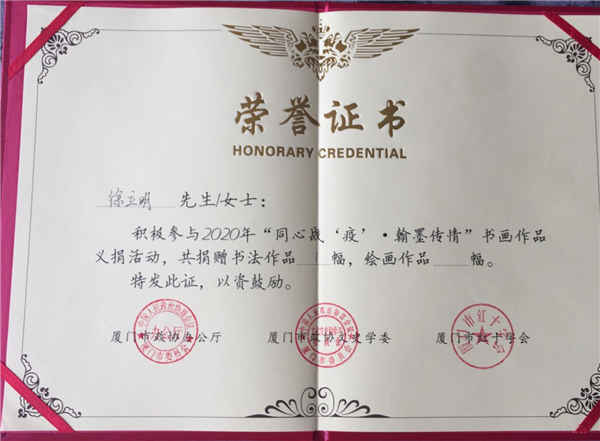 荣誉证书
HONORARY CREDENTIAL
徐立明 先生/女士：
积极参与2020年“同心战‘疫’·翰墨传情”书画作品
义捐活动，共捐赠书法作品 幅，绘画作品 幅。
特发此证，以资鼓励。
厦门市政协办公厅 厦门市政协文史学委 厦门市红十字会